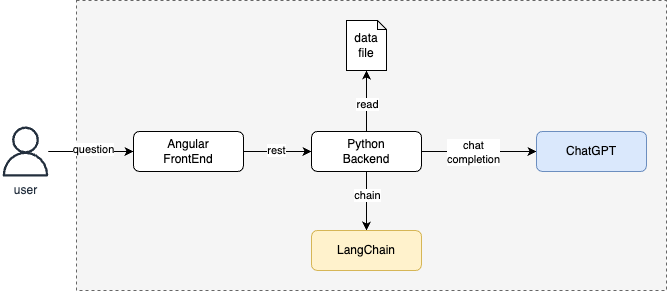 data
file
read
question
Angular
FrontEnd
rest
Python
Backend
chat
completion
ChatGPT
user
chain
LangChain